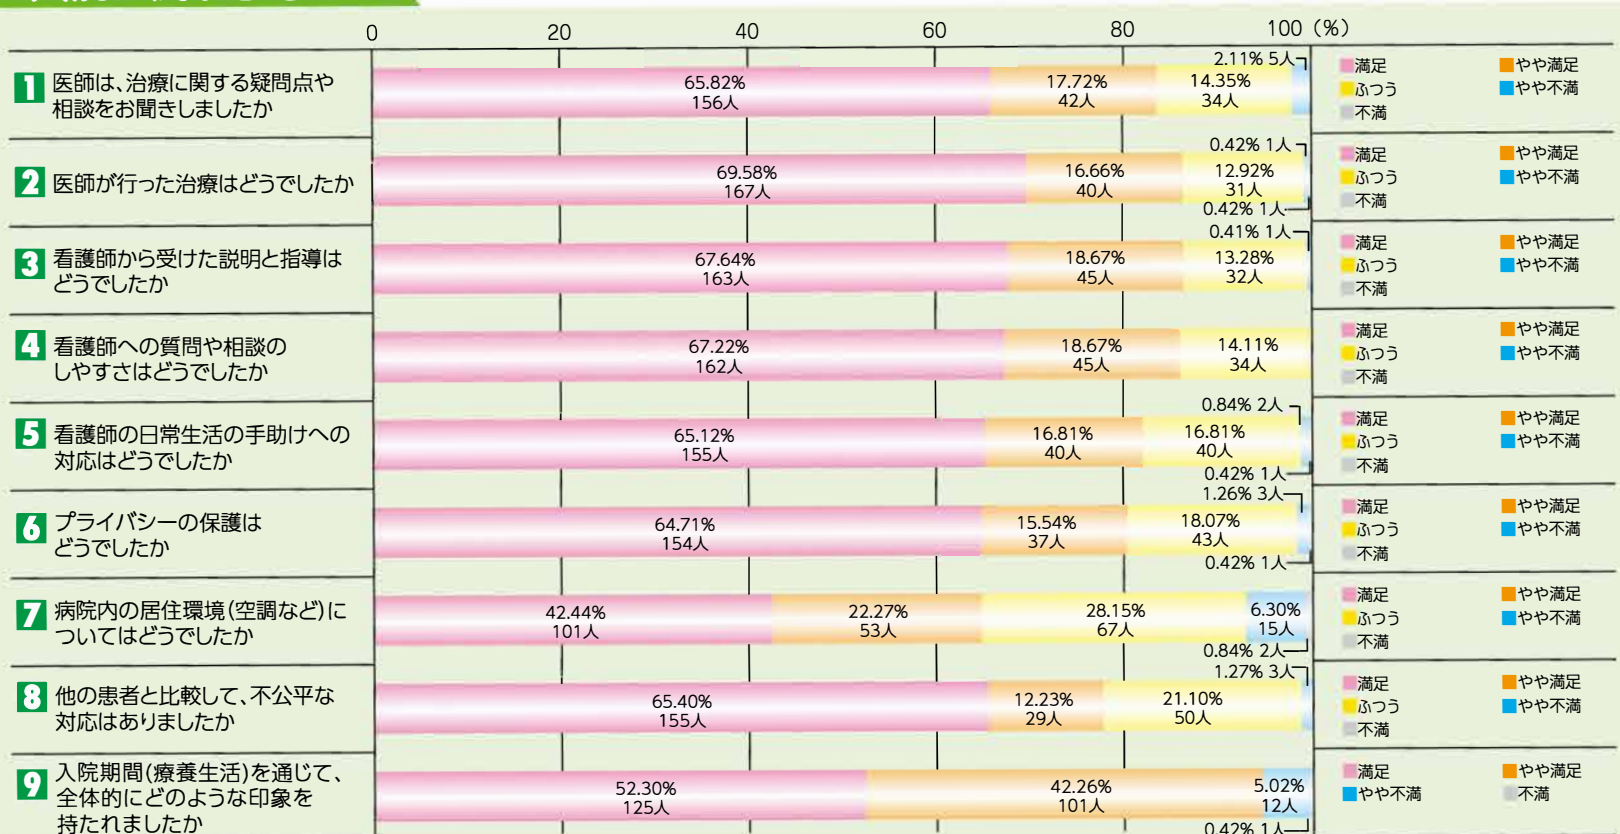 0 20 40 60 80 100 (%)
1 医師は、治療に関する疑問点や
相談をお聞きしましたか
65.82% 17.72% 14.35% 2.11% 5人
156人 42人 34人
満足 やや満足
ふつう やや不満
不満
2 医師が行った治療はどうでしたか
69.58% 16.66% 12.92% 0.42% 1人
167人 40人 31人
0.42% 1人
満足 やや満足
ふつう やや不満
不満
3 看護師から受けた説明と指導は
どうでしたか
67.64% 18.67% 13.28% 0.41% 1人
163人 45人 32人
満足 やや満足
ふつう やや不満
不満
4 看護師への質問や相談の
しやすさはどうでしたか
67.22% 18.67% 14.11%
162人 45人 34人
満足 やや満足
ふつう やや不満
不満
5 看護師の日常生活の手助けへの
対応はどうでしたか
65.12% 16.81% 16.81% 0.84% 2人
155人 40人 40人
0.42% 1人
満足 やや満足
ふつう やや不満
不満
6 プライバシーの保護は
どうでしたか
64.71% 15.54% 18.07% 1.26% 3人
154人 37人 43人
0.42% 1人
満足 やや満足
ふつう やや不満
不満
7 病院内の居住環境(空調など)に
ついてはどうでしたか
42.44% 22.27% 28.15% 6.30%
101人 53人 67人 15人
0.84% 2人
満足 やや満足
ふつう やや不満
不満
8 他の患者と比較して、不公平な
対応はありましたか
65.40% 12.23% 21.10% 1.27% 3人
155人 29人 50人
満足 やや満足
ふつう やや不満
不満
9 入院期間(療養生活)を通じて、
全体的にどのような印象を
持たれましたか
52.30% 42.26% 5.02%
125人 101人 12人
0.42% 1人
満足 やや満足
やや不満 不満